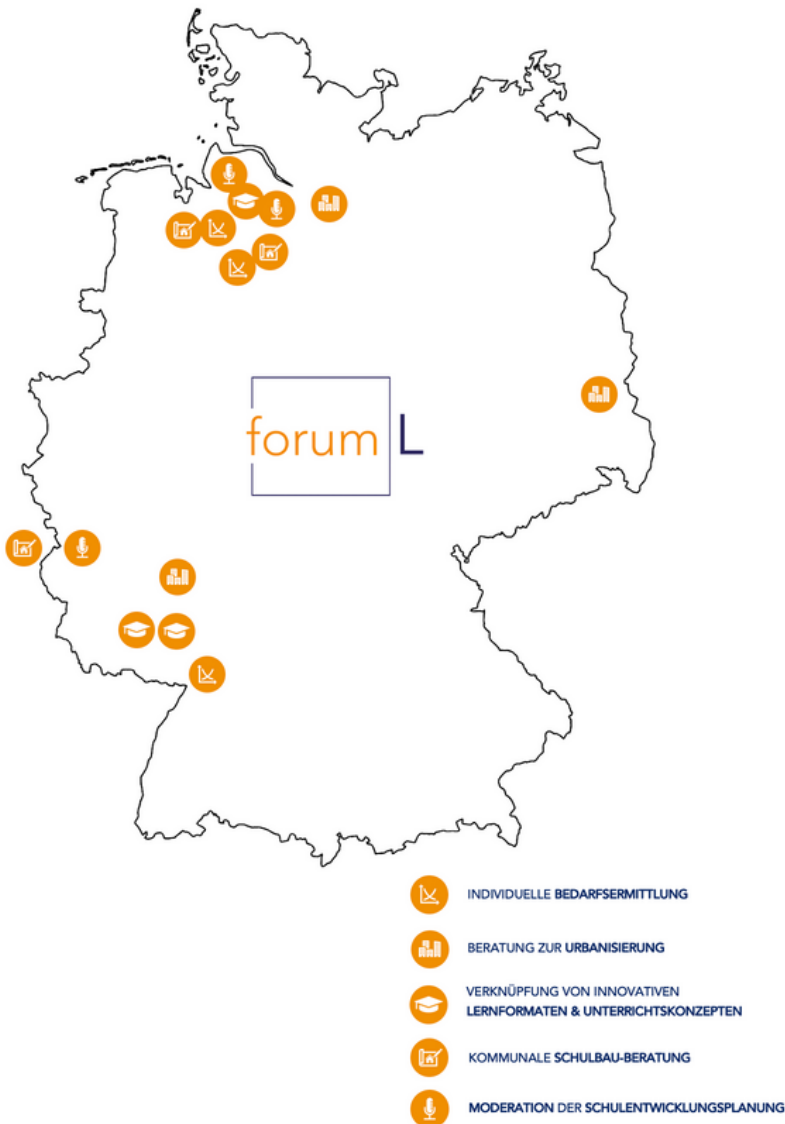 forum L
INDIVIDUELLE BEDARFSERMITTLUNG
BERATUNG ZUR URBANISIERUNG
VERKNÜPFUNG VON INNOVATIVEN
LERNFORMATEN & UNTERRICHTSKONZEPTEN
KOMMUNALE SCHULBAU-BERATUNG
MODERATION DER SCHULENTWICKLUNGSPLANUNG